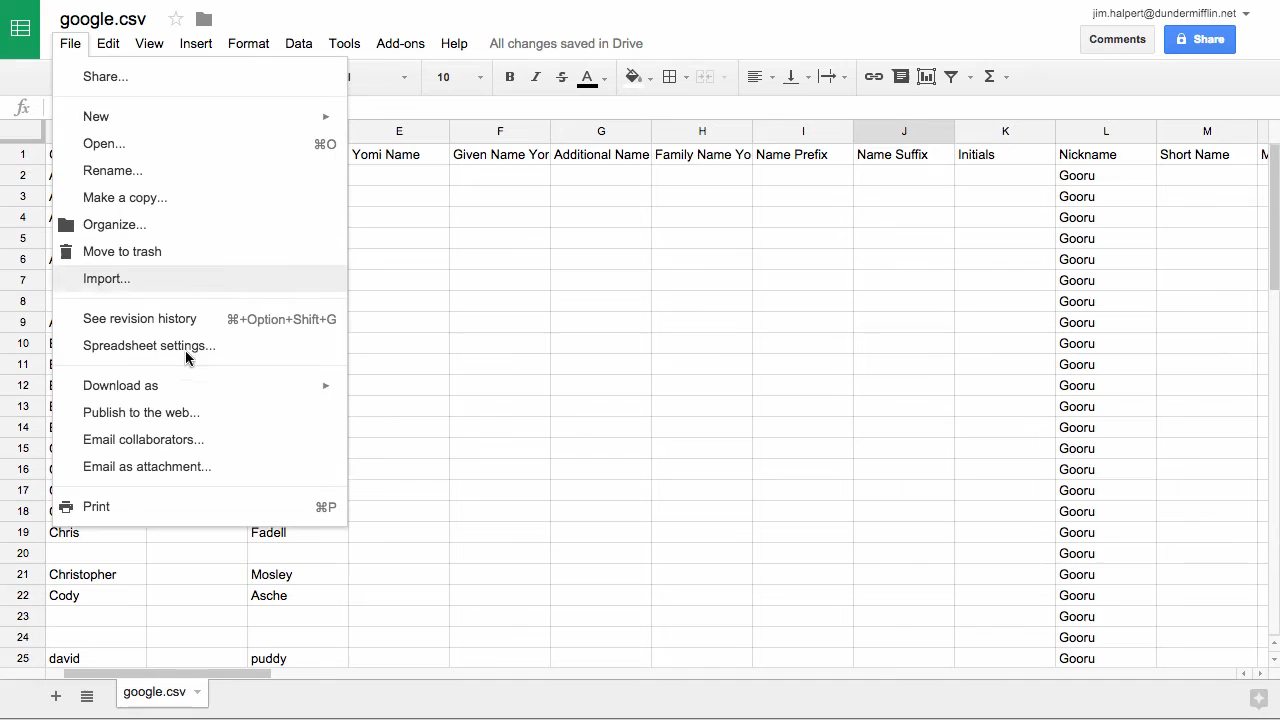 google.csv
jim.halpert@dundermifflin.net
File Edit View Insert Format Data Tools Add-ons Help All changes saved in Drive
Comments Share
Share...
10 B I S A Σ
fx
New
Open... ⌘O
Rename...
Make a copy...
Organize...
Move to trash
Import...
See revision history ⌘+Option+Shift+G
Spreadsheet settings...
Download as
Publish to the web...
Email collaborators...
Email as attachment...
Print ⌘P
E F G H I J K L M
1 Yomi Name Given Name Yor Additional Name Family Name Yo Name Prefix Name Suffix Initials Nickname Short Name
2 Gooru
3 Gooru
4 Gooru
5 Gooru
6 Gooru
7 Gooru
8 Gooru
9 Gooru
10 Gooru
11 Gooru
12 Gooru
13 Gooru
14 Gooru
15 Gooru
16 Gooru
17 Gooru
18 Gooru
19 Chris Fadell Gooru
20 Gooru
21 Christopher Mosley Gooru
22 Cody Asche Gooru
23 Gooru
24 Gooru
25 david puddy Gooru
google.csv